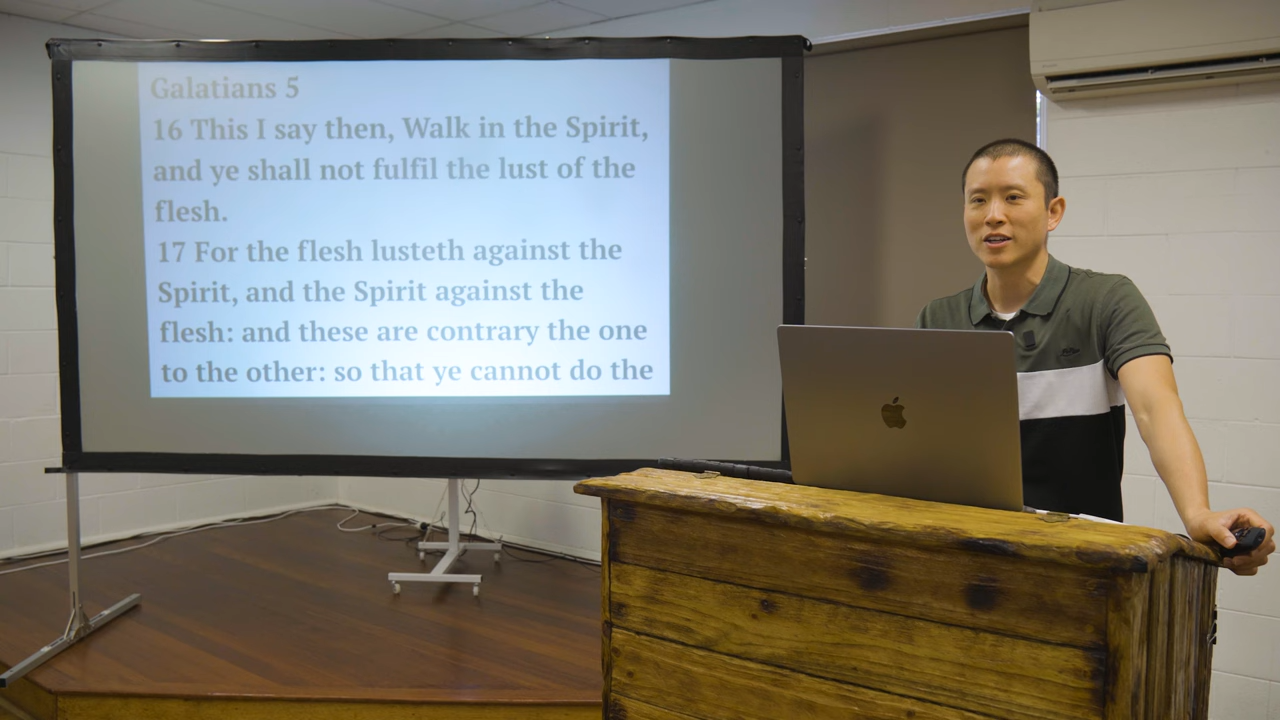 Galatians 5
16 This I say then, Walk in the Spirit,
and ye shall not fulfil the lust of the
flesh.
17 For the flesh lusteth against the
Spirit, and the Spirit against the
flesh: and these are contrary the one
to the other: so that ye cannot do the